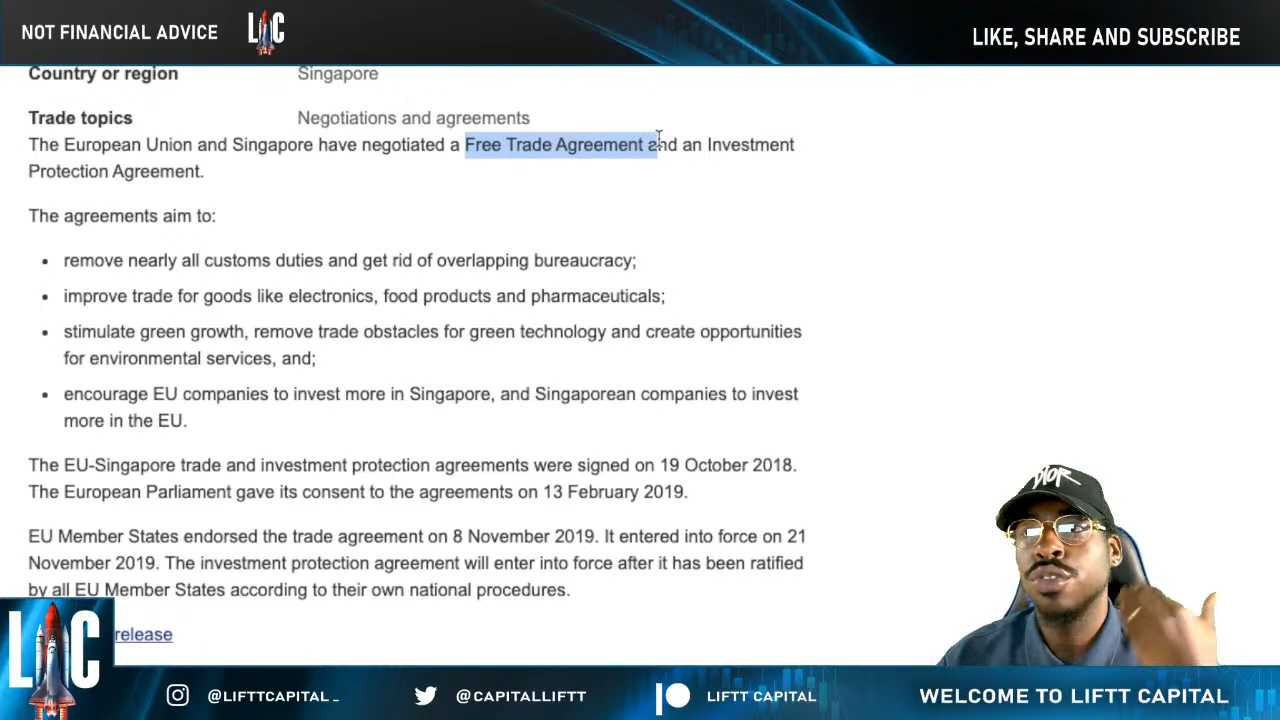 NOT FINANCIAL ADVICE
LC
LIKE, SHARE AND SUBSCRIBE
Country or region Singapore
Trade topics Negotiations and agreements
The European Union and Singapore have negotiated a Free Trade Agreement and an Investment
Protection Agreement.
The agreements aim to:
• remove nearly all customs duties and get rid of overlapping bureaucracy;
• improve trade for goods like electronics, food products and pharmaceuticals;
• stimulate green growth, remove trade obstacles for green technology and create opportunities
for environmental services, and;
• encourage EU companies to invest more in Singapore, and Singaporean companies to invest
more in the EU.
The EU-Singapore trade and investment protection agreements were signed on 19 October 2018.
The European Parliament gave its consent to the agreements on 13 February 2019.
EU Member States endorsed the trade agreement on 8 November 2019. It entered into force on 21
November 2019. The investment protection agreement will enter into force after it has been ratified
by all EU Member States according to their own national procedures.
release
DIOR
LC
@LIFTTCAPITAL_
@CAPITALLIFTT
LIFTT CAPITAL
WELCOME TO LIFTT CAPITAL